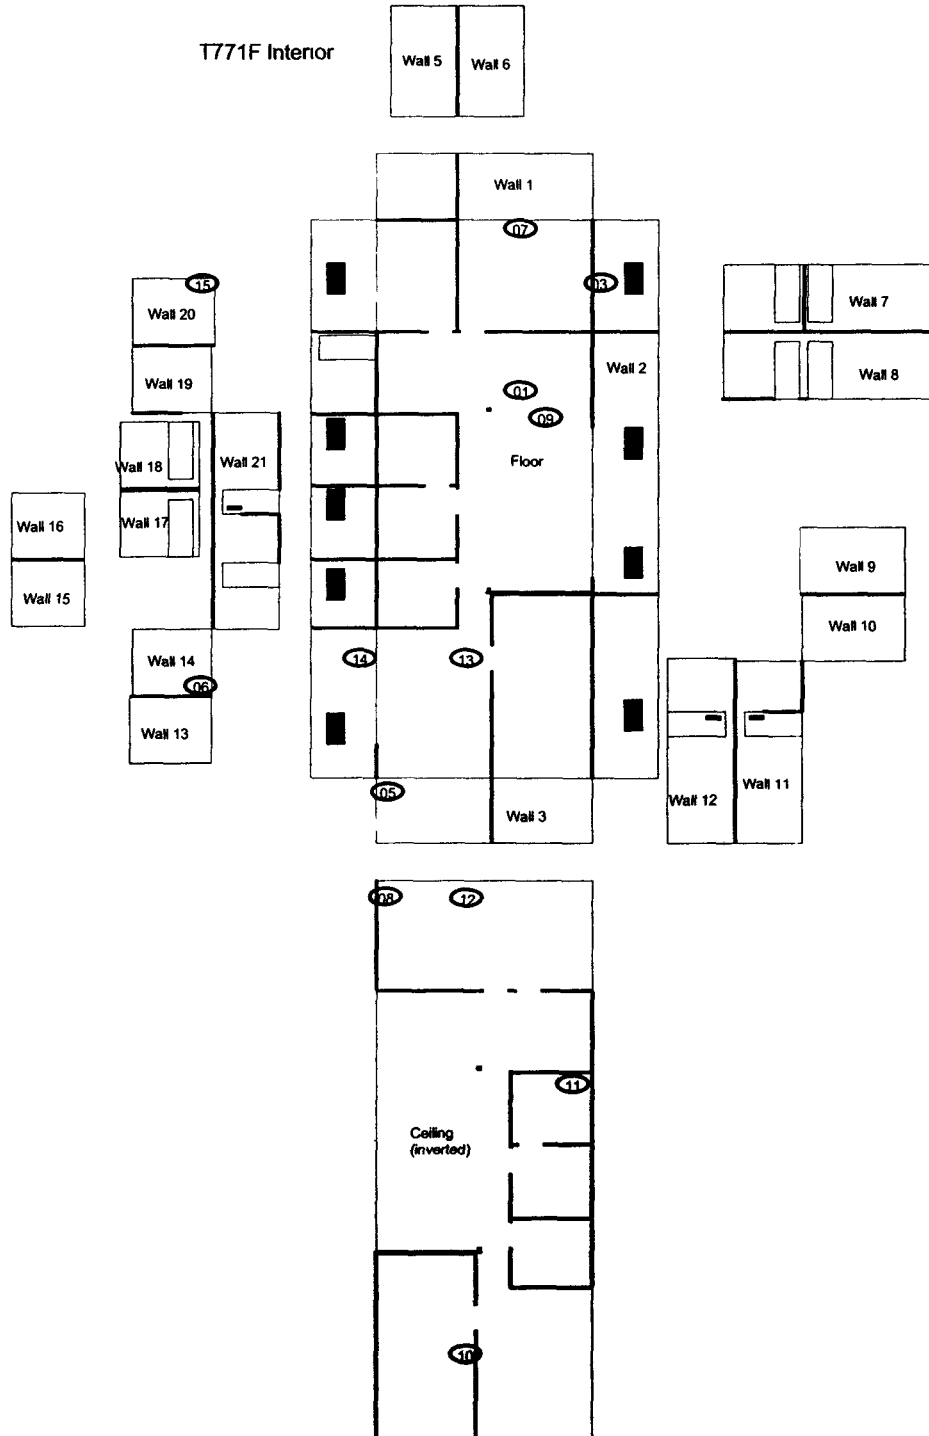 T771F Interior
Wall 5
Wall 6
Wall 1
07
15
03
Wall 7
Wall 20
Wall 2
Wall 19
Wall 8
01
09
Floor
Wall 18
Wall 21
Wall 17
Wall 16
Wall 9
Wall 15
Wall 10
14
13
Wall 14
06
Wall 13
Wall 11
05
Wall 12
Wall 3
08
12
11
Ceiling
(inverted)
10